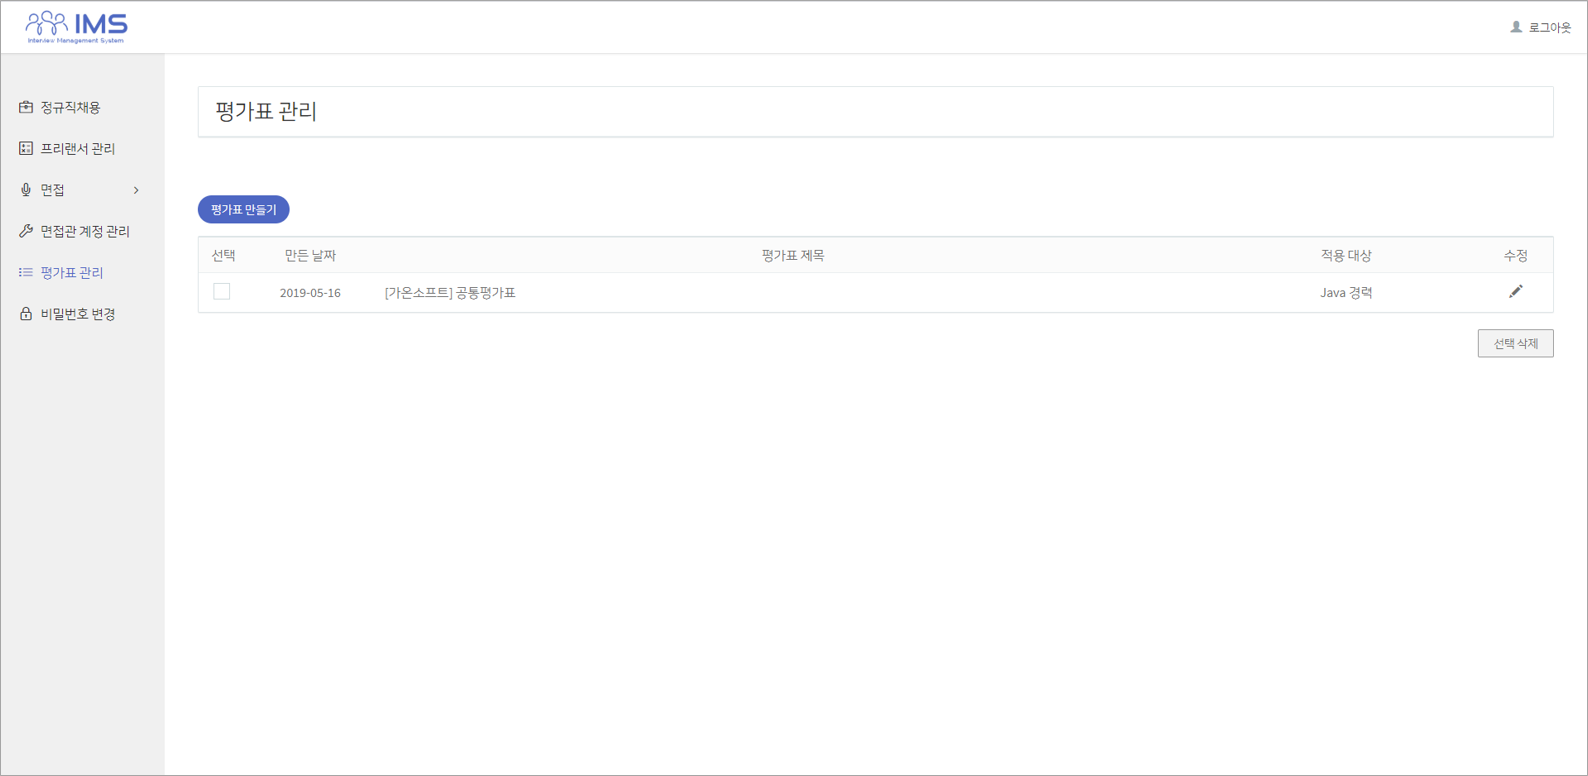 IMS
Interview Management System
로그아웃
정규직채용
프리랜서 관리
면접
면접관 계정 관리
평가표 관리
비밀번호 변경
평가표 관리
평가표 만들기
선택 만든 날짜 평가표 제목 적용 대상 수정
2019-05-16 [가온소프트] 공통평가표 Java 경력
선택 삭제